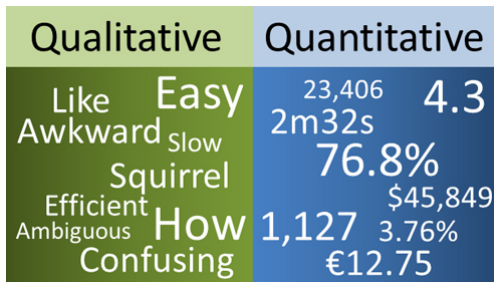 Qualitative
Like
Easy
Awkward
Slow
Squirrel
Efficient
Ambiguous
How
Confusing
Quantitative
23,406
4.3
2m32s
76.8%
$45,849
1,127
3.76%
€12.75